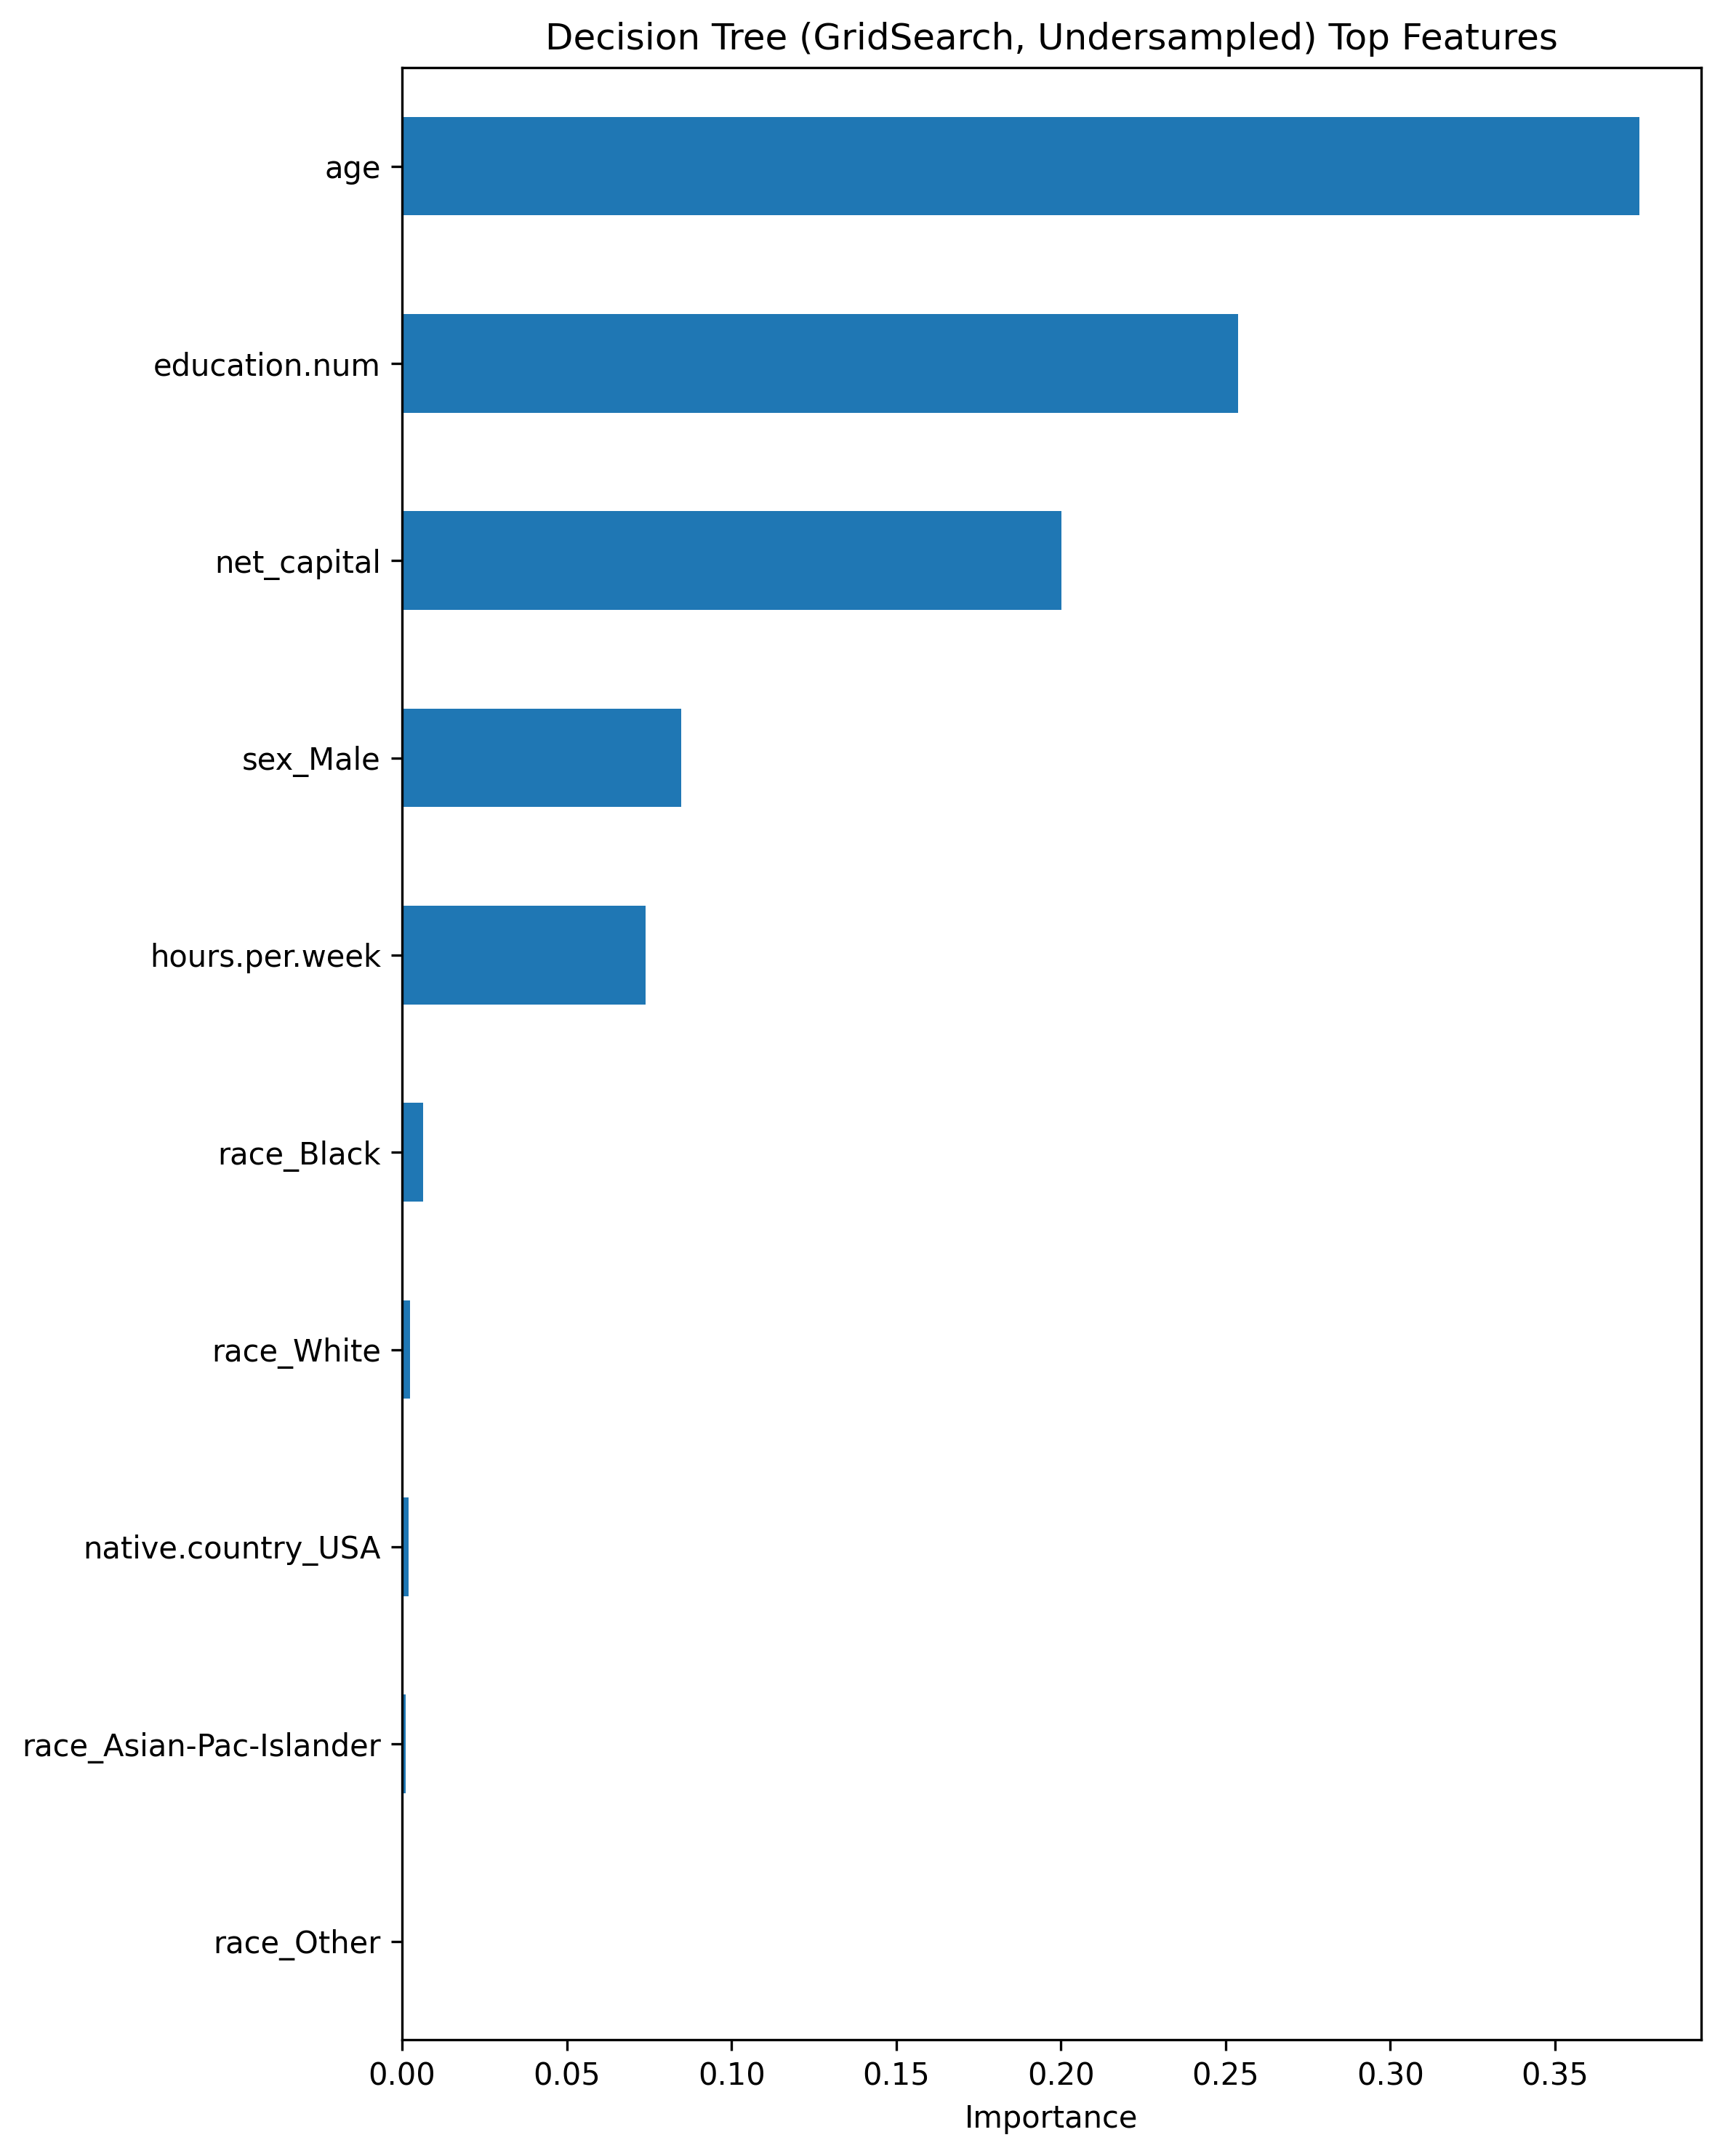 Decision Tree (GridSearch, Undersampled) Top Features
age
education.num
net_capital
sex_Male
hours.per.week
race_Black
race_White
native.country_USA
race_Asian-Pac-Islander
race_Other
0.00 0.05 0.10 0.15 0.20 0.25 0.30 0.35
Importance